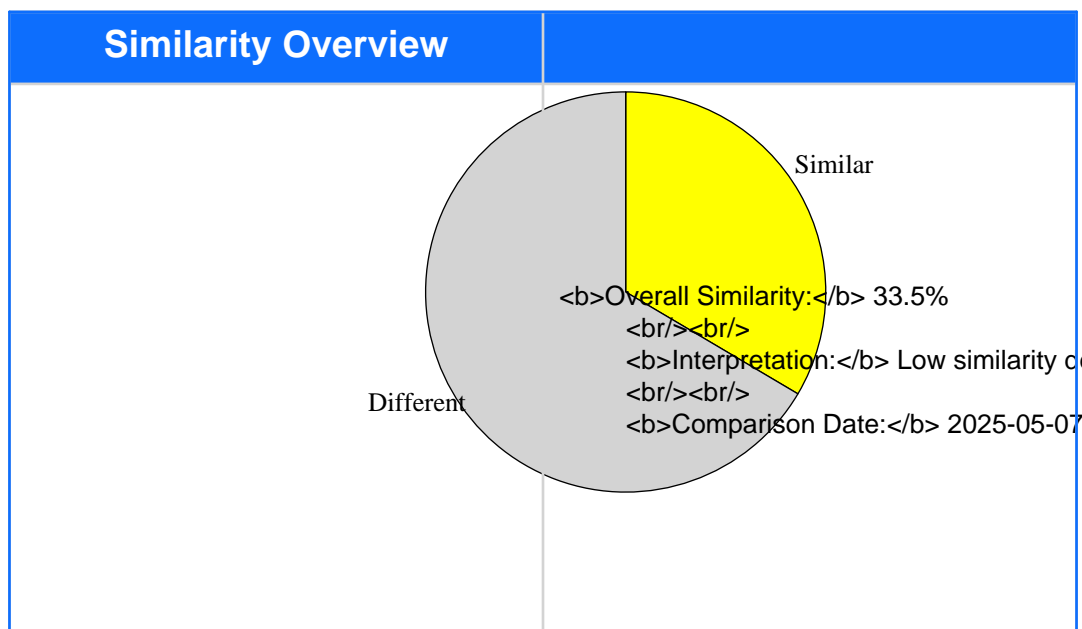 Similarity Overview
Similar
<b>Overall Similarity:</b> 33.5%
<br/><br/>
<b>Interpretation:</b> Low similarity
<br/><br/>
Different
<b>Comparison Date:</b> 2025-05-07